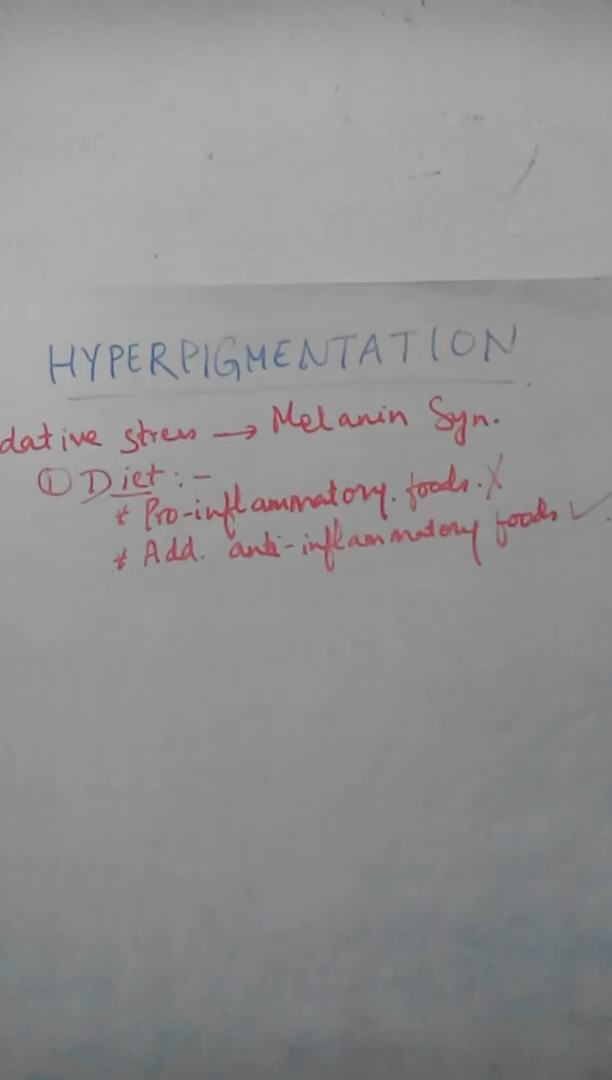 HYPERPIGMENTATION
dative stress → Melanin Syn.
① Diet :-
* Pro-inflammatory. foods. X
* Add. anti-inflammatory foods ✓